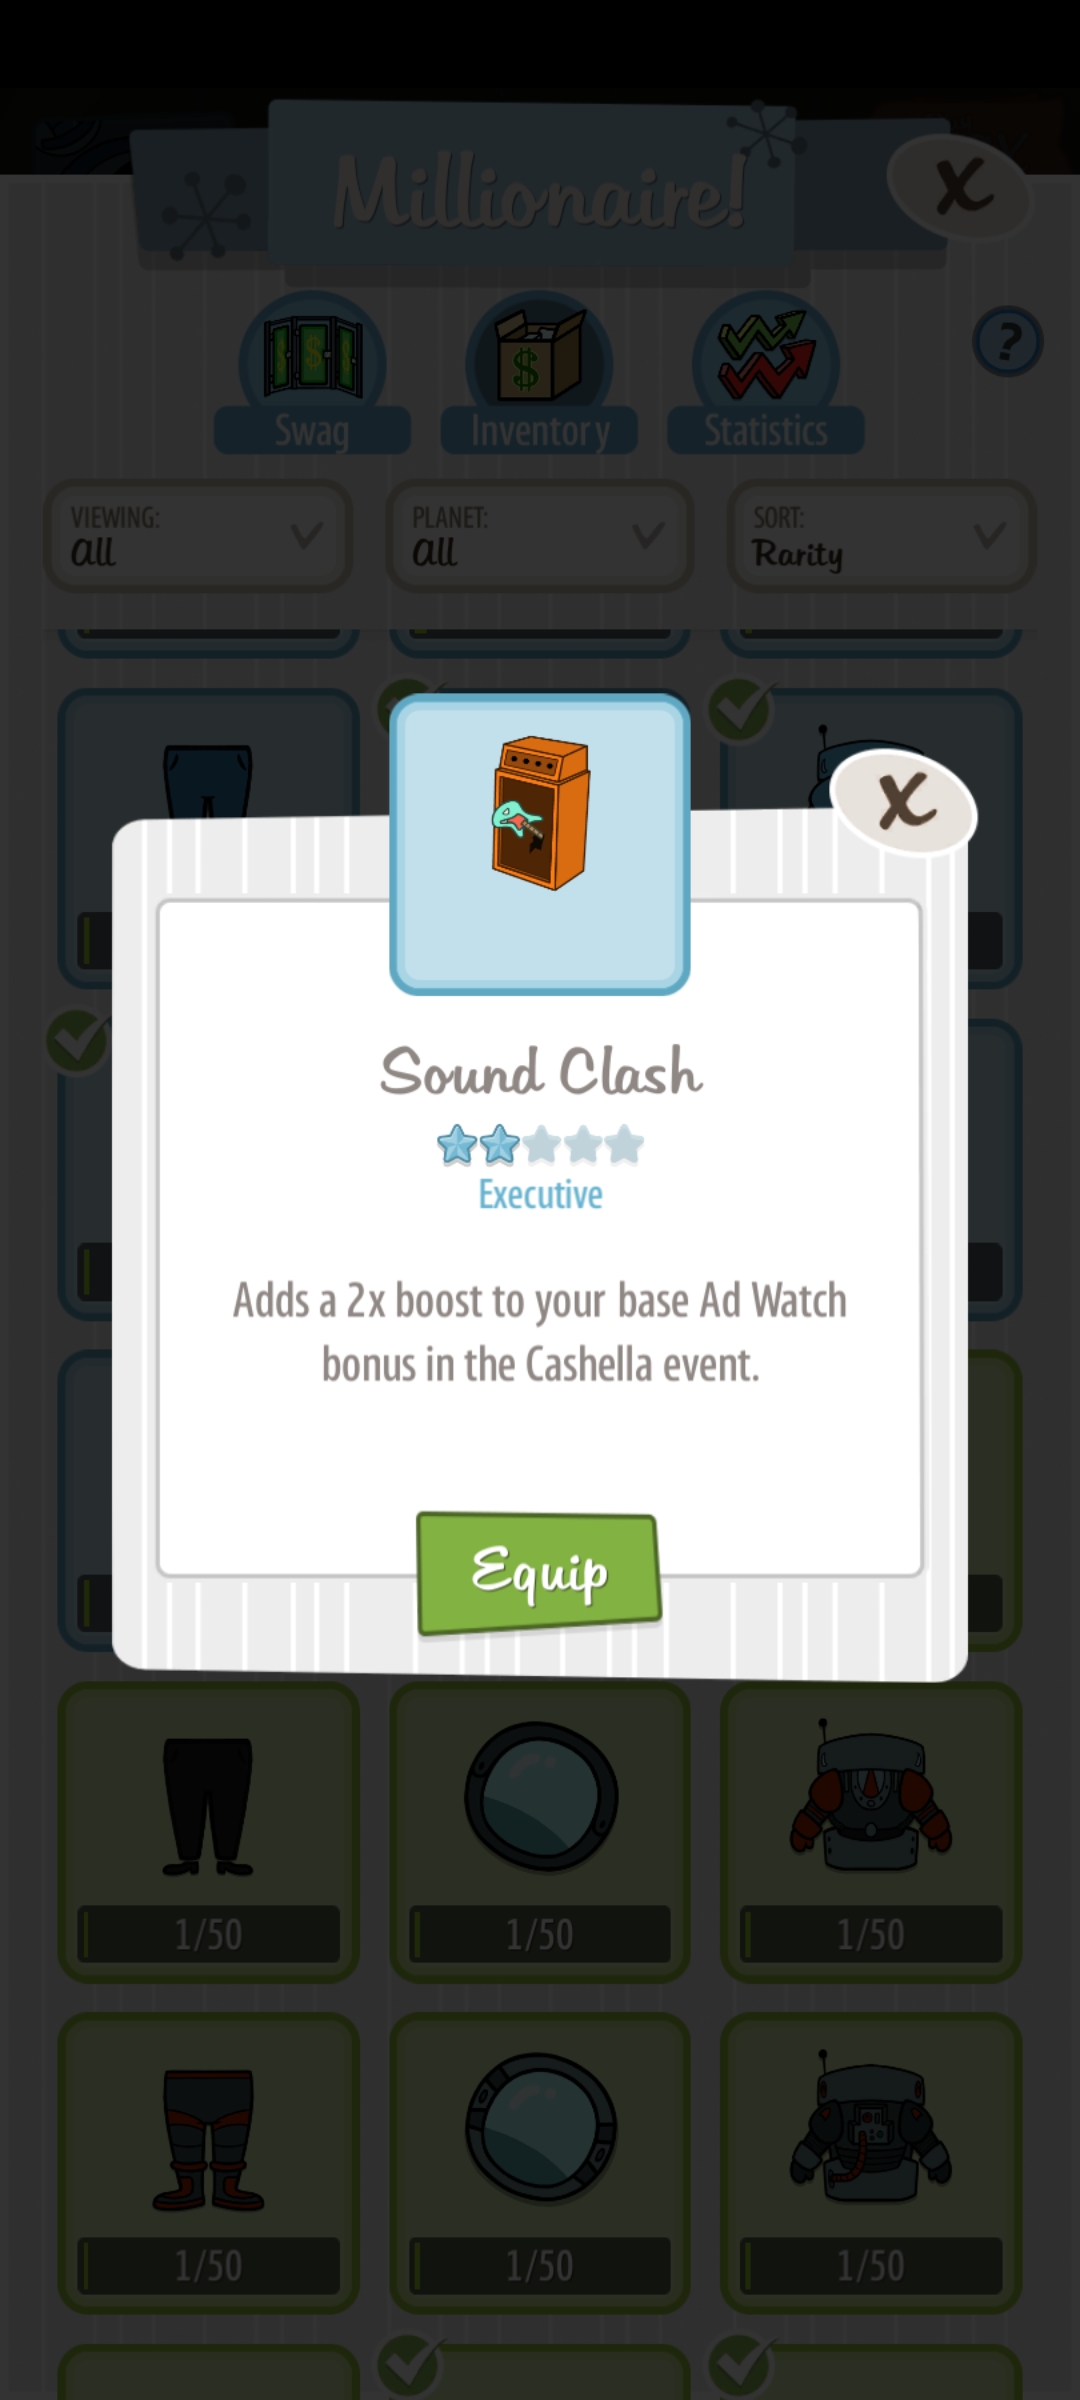 Millionaire!
X
Swag
Inventory
Statistics
?
VIEWING:
All
PLANET:
All
SORT:
Rarity
X
Sound Clash
Executive
Adds a 2x boost to your base Ad Watch
bonus in the Cashella event.
Equip
1/50
1/50
1/50
1/50
1/50
1/50